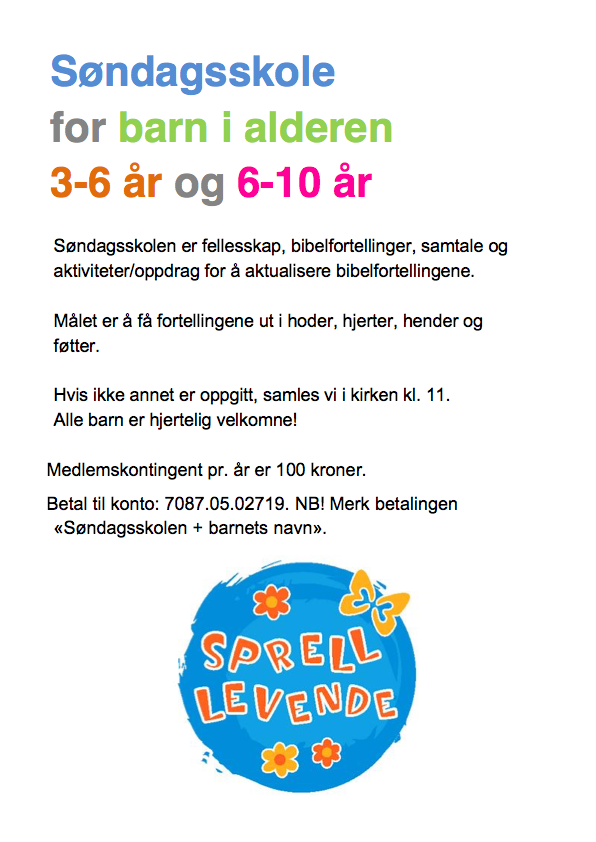 Søndagsskole
for barn i alderen
3-6 år og 6-10 år
Søndagsskolen er fellesskap, bibelfortellinger, samtale og
aktiviteter/oppdrag for å aktualisere bibelfortellingene.
Målet er å få fortellingene ut i hoder, hjerter, hender og
føtter.
Hvis ikke annet er oppgitt, samles vi i kirken kl. 11.
Alle barn er hjertelig velkomne!
Medlemskontingent pr. år er 100 kroner.
Betal til konto: 7087.05.02719. NB! Merk betalingen
«Søndagsskolen + barnets navn».
SPRELL
LEVENDE